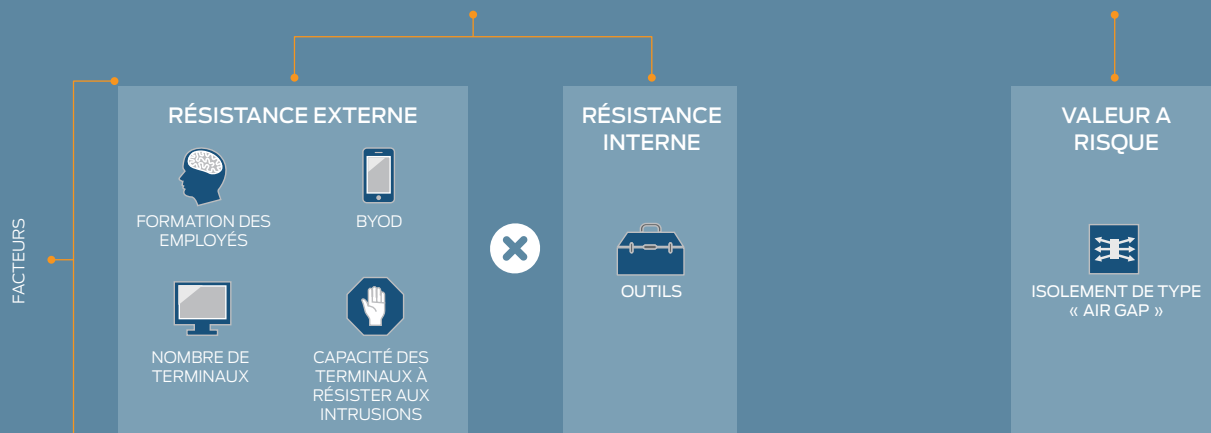 FACTEURS
RÉSISTANCE EXTERNE
FORMATION DES
EMPLOYÉS
BYOD
NOMBRE DE
TERMINAUX
CAPACITÉ DES
TERMINAUX À
RÉSISTER AUX
INTRUSIONS
RÉSISTANCE
INTERNE
OUTILS
VALEUR A
RISQUE
ISOLEMENT DE TYPE
« AIR GAP »